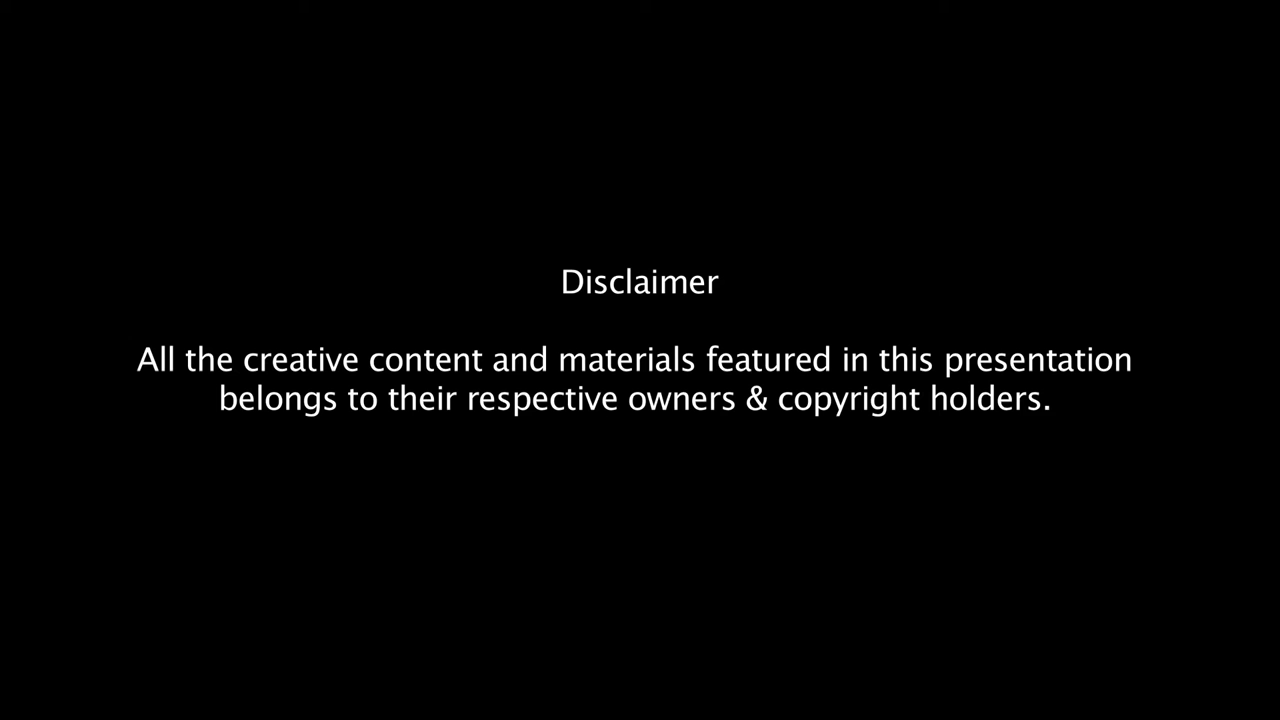 Disclaimer
All the creative content and materials featured in this presentation
belongs to their respective owners & copyright holders.